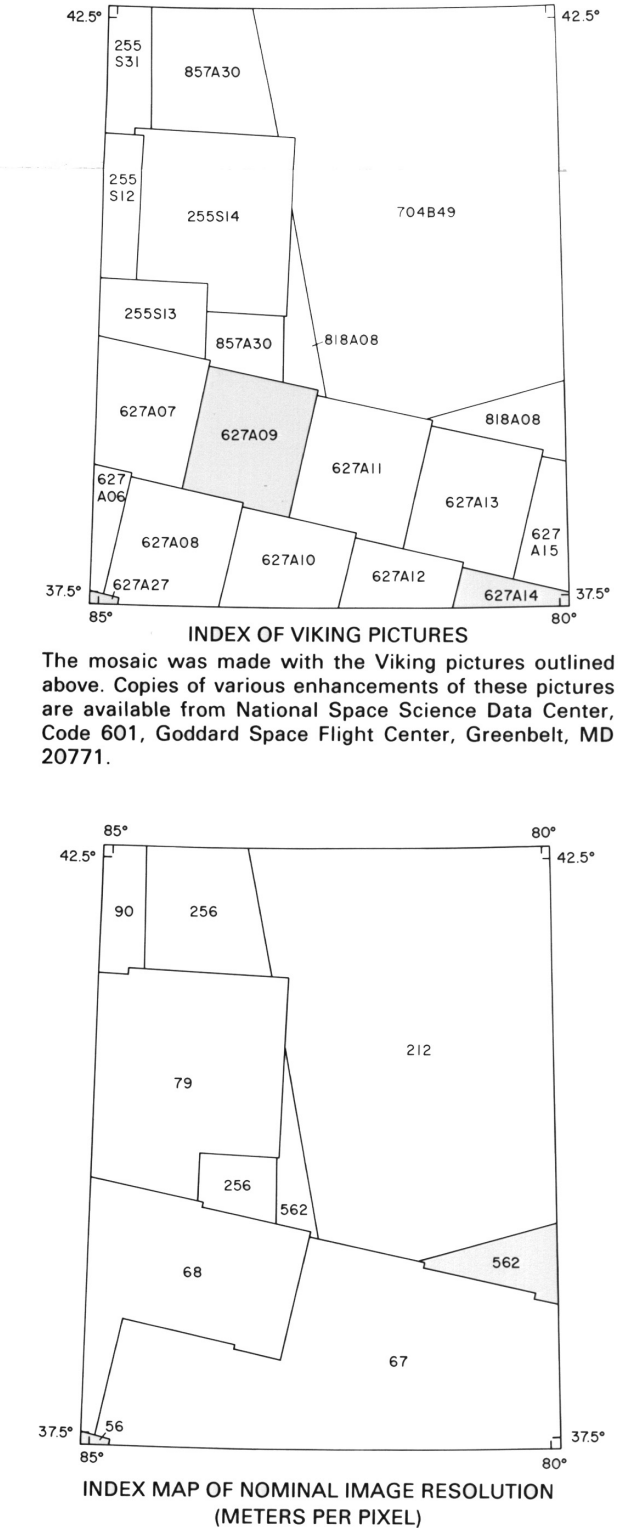 42.5° 42.5°
255
S31
857A30
255
S12
255S14
704B49
255S13
857A30
818A08
627A07
627A09
818A08
627A11
627
A06
627A13
627A08
627A10
627
A15
627A12
627A27
627A14
37.5° 37.5°
85° 80°
INDEX OF VIKING PICTURES
The mosaic was made with the Viking pictures outlined
above. Copies of various enhancements of these pictures
are available from National Space Science Data Center,
Code 601, Goddard Space Flight Center, Greenbelt, MD
20771.
85° 80°
42.5° 42.5°
90
256
212
79
256
562
562
68
67
56
37.5° 37.5°
85° 80°
INDEX MAP OF NOMINAL IMAGE RESOLUTION
(METERS PER PIXEL)